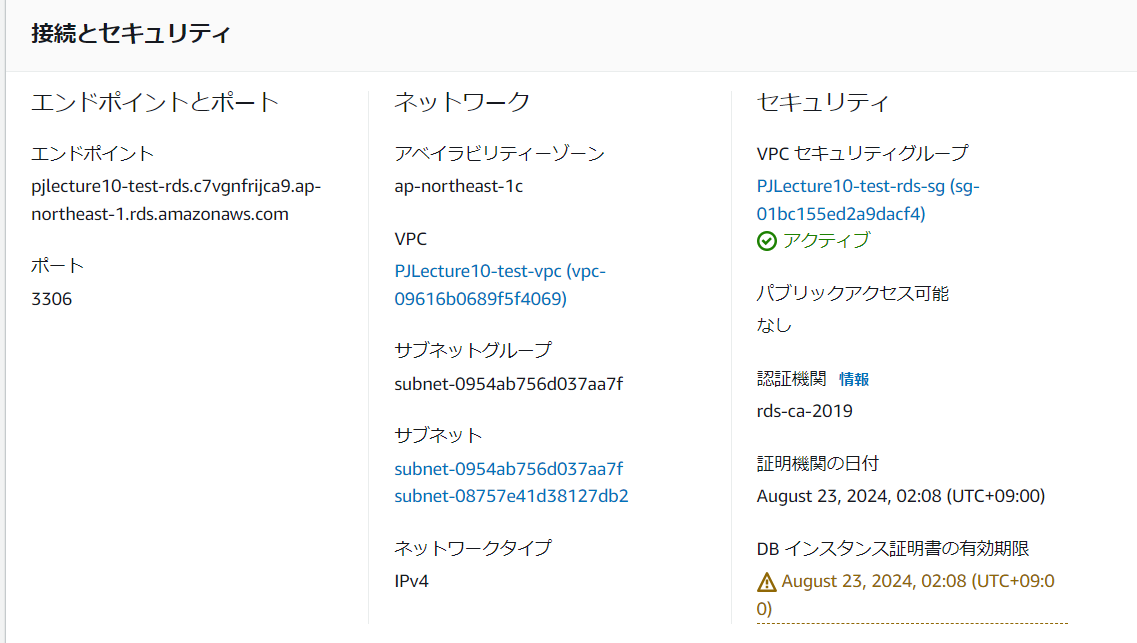 接続とセキュリティ
エンドポイントとポート
エンドポイント
pjlecture10-test-rds.c7vgnfrijca9.ap-
northeast-1.rds.amazonaws.com
ポート
3306
ネットワーク
アベイラビリティーゾーン
ap-northeast-1c
VPC
PJLecture10-test-vpc (vpc-
09616b0689f5f4069)
サブネットグループ
subnet-0954ab756d037aa7f
サブネット
subnet-0954ab756d037aa7f
subnet-08757e41d38127db2
ネットワークタイプ
IPv4
セキュリティ
VPC セキュリティグループ
PJLecture10-test-rds-sg (sg-
01bc155ed2a9dacf4)
アクティブ
パブリックアクセス可能
なし
認証機関 情報
rds-ca-2019
証明機関の日付
August 23, 2024, 02:08 (UTC+09:00)
DB インスタンス証明書の有効期限
August 23, 2024, 02:08 (UTC+09:0
0)